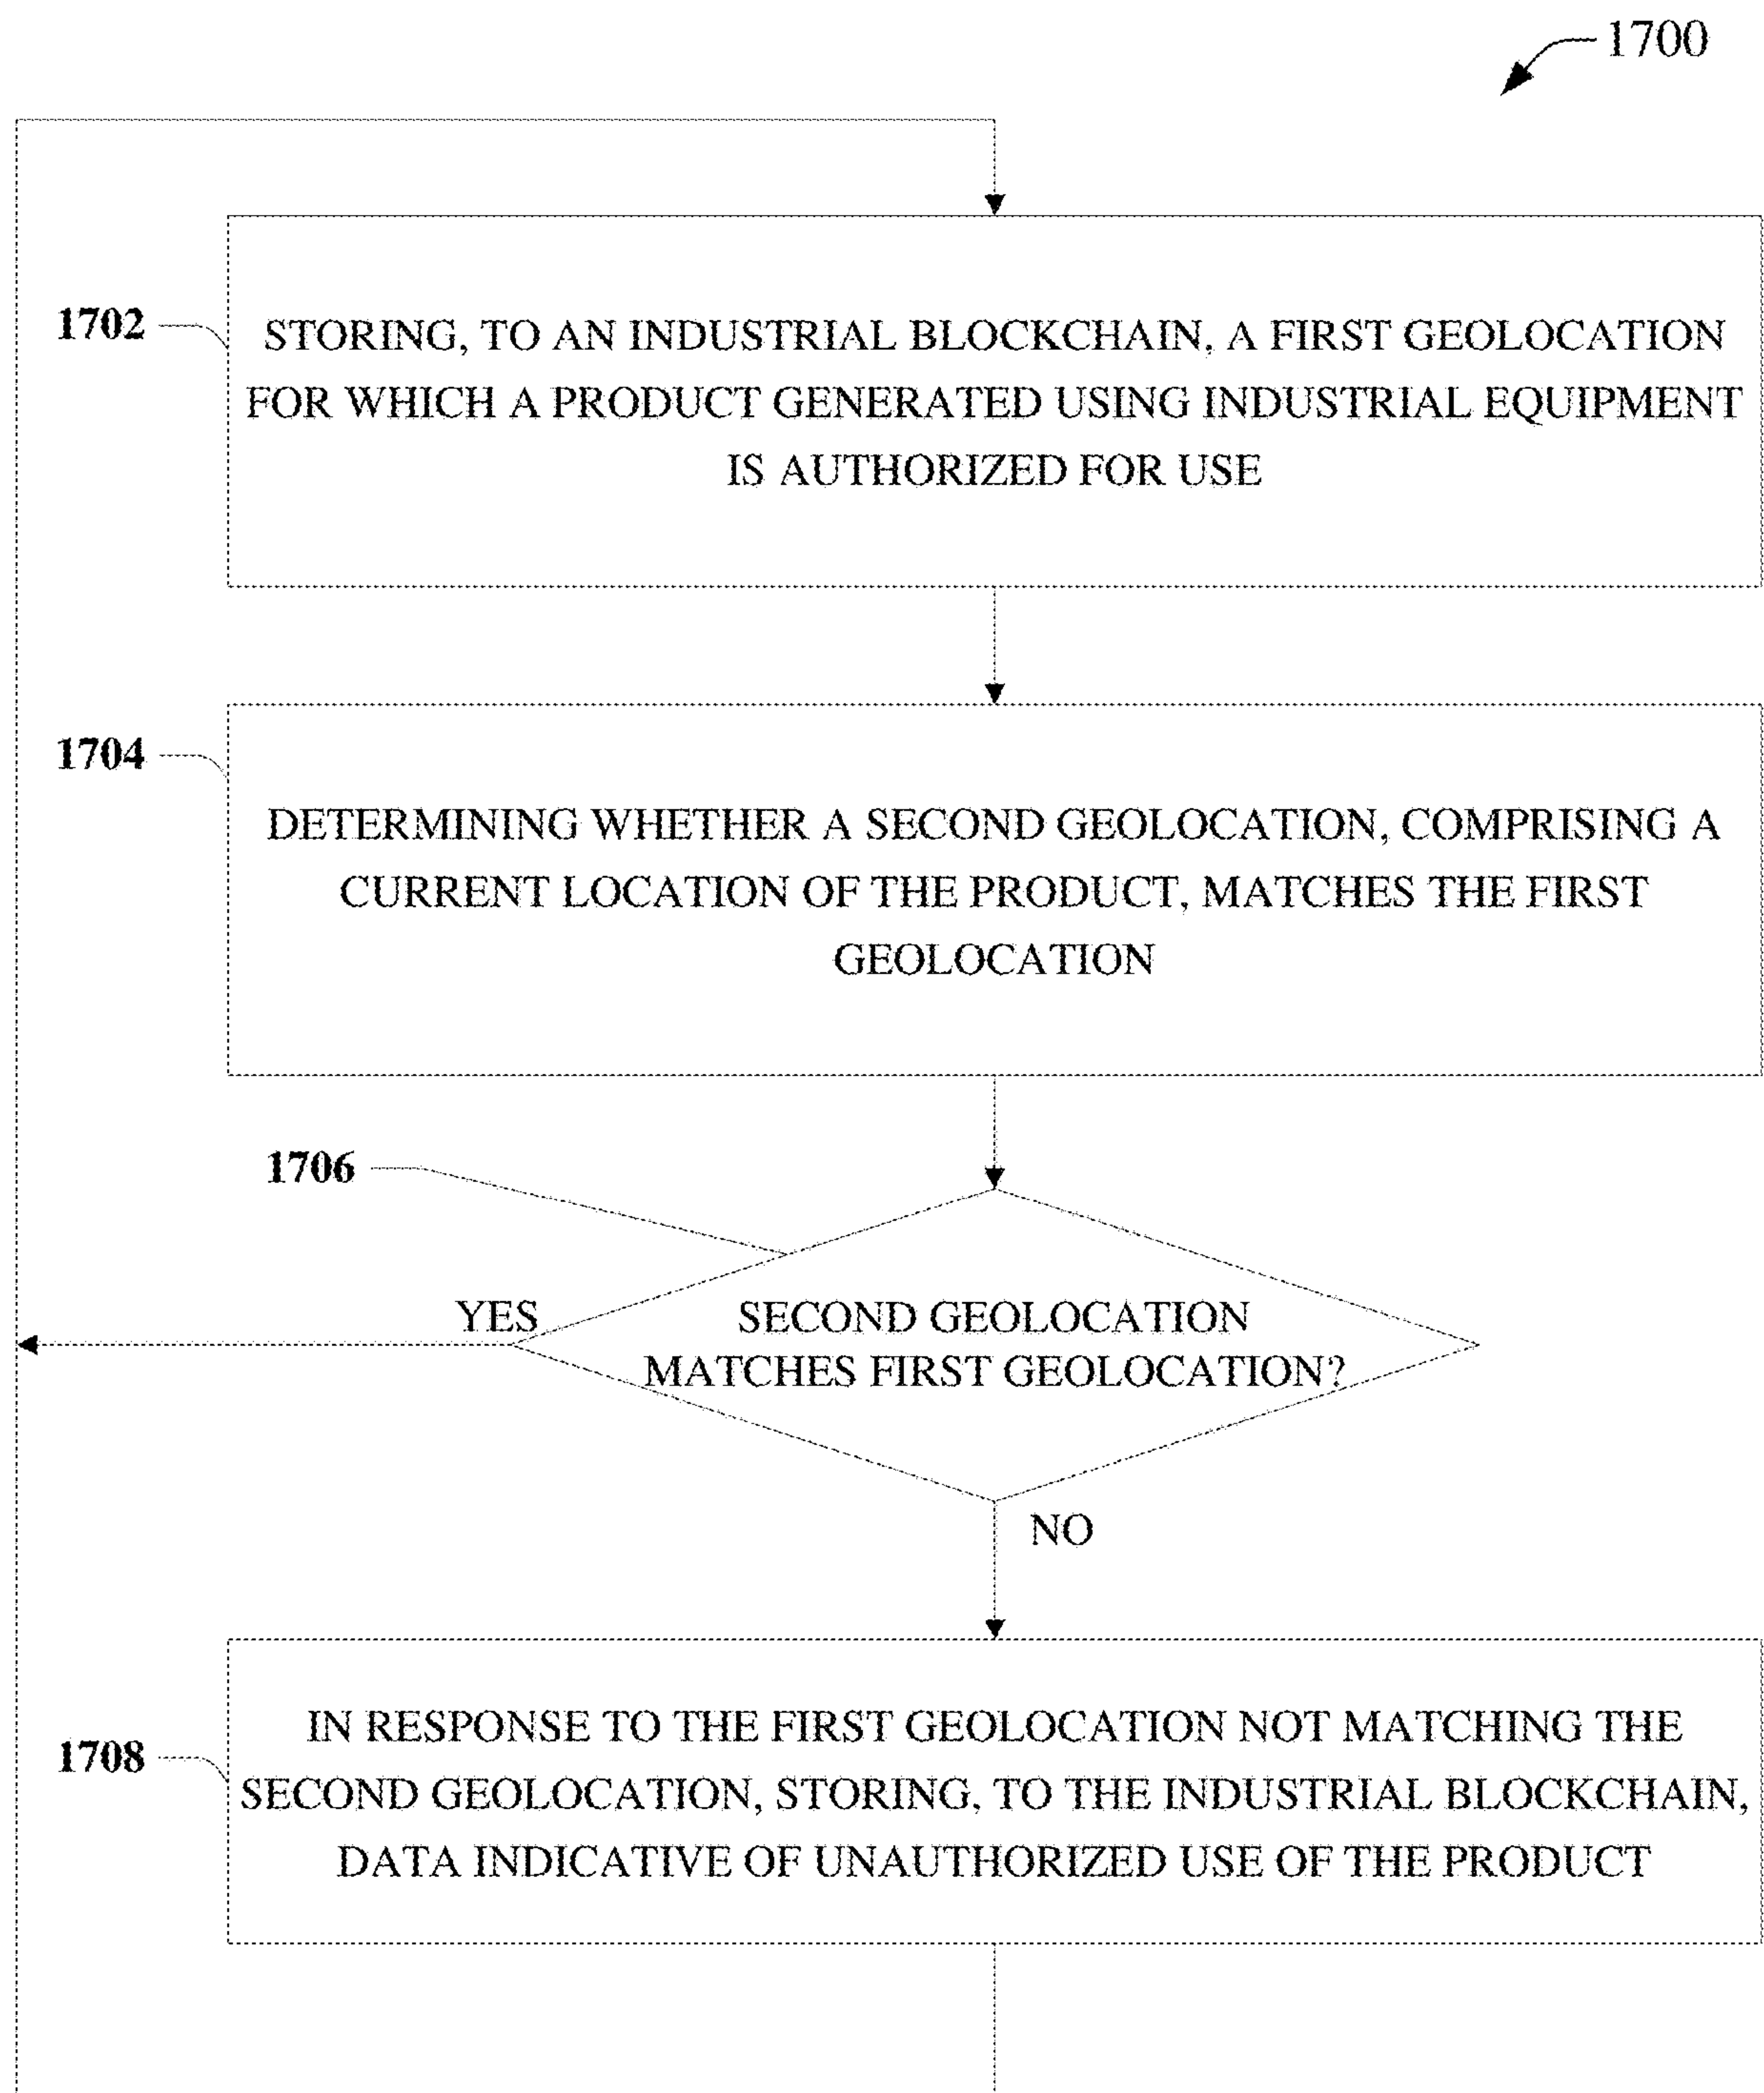 1700
1702
STORING, TO AN INDUSTRIAL BLOCKCHAIN, A FIRST GEOLOCATION
FOR WHICH A PRODUCT GENERATED USING INDUSTRIAL EQUIPMENT
IS AUTHORIZED FOR USE
1704
DETERMINING WHETHER A SECOND GEOLOCATION, COMPRISING A
CURRENT LOCATION OF THE PRODUCT, MATCHES THE FIRST
GEOLOCATION
1706
YES
SECOND GEOLOCATION
MATCHES FIRST GEOLOCATION?
NO
1708
IN RESPONSE TO THE FIRST GEOLOCATION NOT MATCHING THE
SECOND GEOLOCATION, STORING, TO THE INDUSTRIAL BLOCKCHAIN,
DATA INDICATIVE OF UNAUTHORIZED USE OF THE PRODUCT